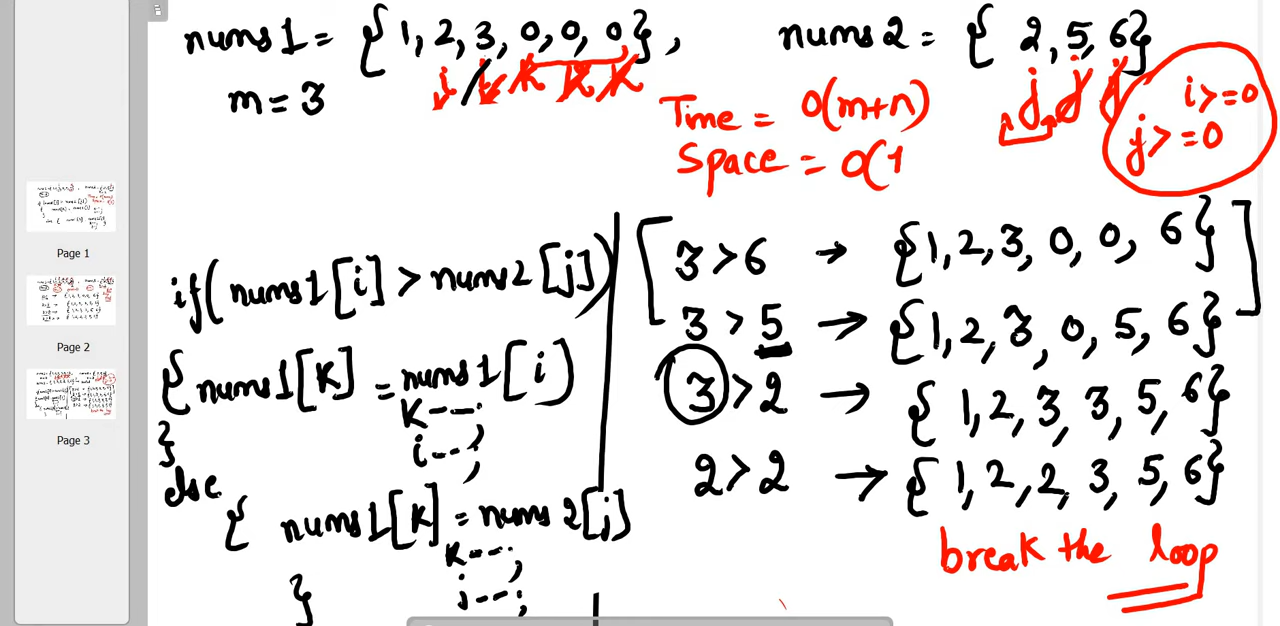 nums1 = {1, 2, 3, 0, 0, 0}, nums2 = {2, 5, 6}
i i K K K j j j
m = 3
Time = O(m+n)
Space = O(1
i>=0
j>=0
if(nums1[i] > nums2[j])
{ nums1[K] = nums1[i]
K--;
i--;
}
else
{ nums1[K] = nums2[j]
K--;
j--;
}
3>6 → {1, 2, 3, 0, 0, 6}
3>5 → {1, 2, 3, 0, 5, 6}
3>2 → {1, 2, 3, 3, 5, 6}
2>2 → {1, 2, 2, 3, 5, 6}
break the loop
Page 1
Page 2
Page 3